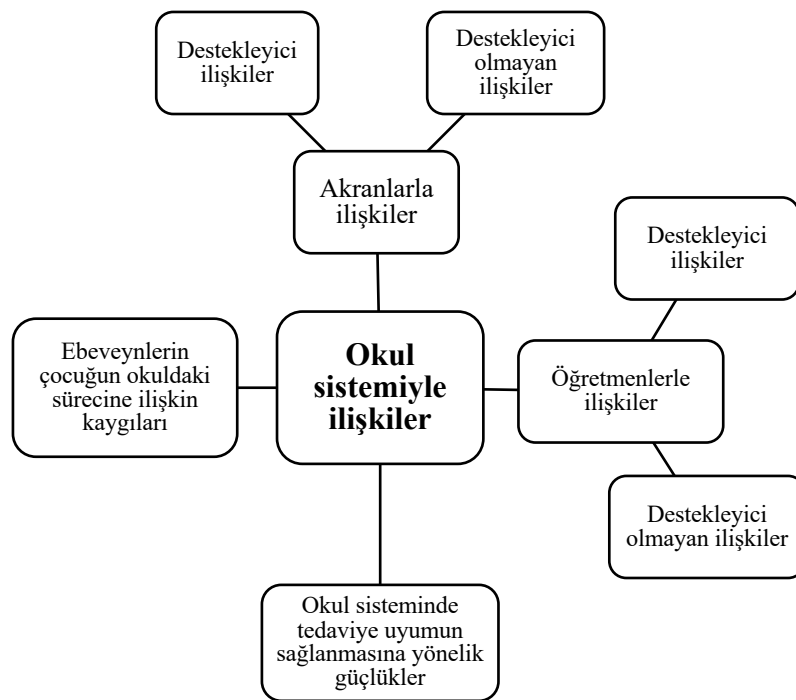 Destekleyici
ilişkiler
Destekleyici
olmayan
ilişkiler
Akranlarla
ilişkiler
Destekleyici
ilişkiler
Ebeveynlerin
çocuğun okuldaki
sürecine ilişkin
kaygıları
Okul
sistemiyle
ilişkiler
Öğretmenlerle
ilişkiler
Destekleyici
olmayan ilişkiler
Okul sisteminde
tedaviye uyumun
sağlanmasına yönelik
güçlükler